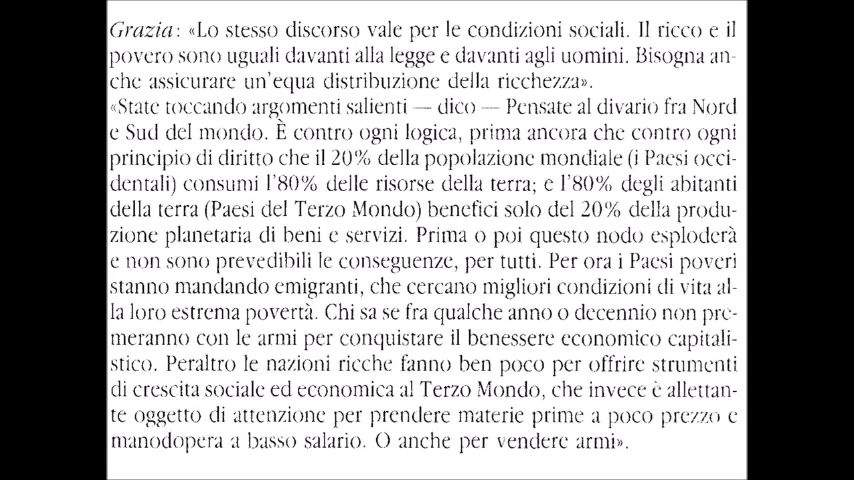 Grazia: «Lo stesso discorso vale per le condizioni sociali. Il ricco e il
povero sono uguali davanti alla legge e davanti agli uomini. Bisogna an-
che assicurare un'equa distribuzione della ricchezza».
«State toccando argomenti salienti — dico — Pensate al divario fra Nord
e Sud del mondo. È contro ogni logica, prima ancora che contro ogni
principio di diritto che il 20% della popolazione mondiale (i Paesi occi-
dentali) consumi l'80% delle risorse della terra; e l'80% degli abitanti
della terra (Paesi del Terzo Mondo) benefici solo del 20% della produ-
zione planetaria di beni e servizi. Prima o poi questo nodo esploderà
e non sono prevedibili le conseguenze, per tutti. Per ora i Paesi poveri
stanno mandando emigranti, che cercano migliori condizioni di vita al-
la loro estrema povertà. Chi sa se fra qualche anno o decennio non pre-
meranno con le armi per conquistare il benessere economico capitali-
stico. Peraltro le nazioni ricche fanno ben poco per offrire strumenti
di crescita sociale ed economica al Terzo Mondo, che invece è allettan-
te oggetto di attenzione per prendere materie prime a poco prezzo e
manodopera a basso salario. O anche per vendere armi».